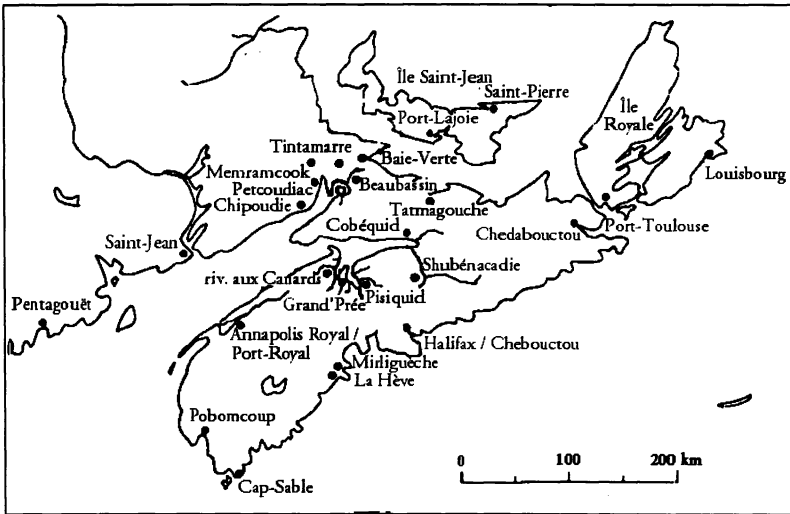 Île Saint-Jean
Saint-Pierre
Port-Lajoie
Île
Royale
Tintamarre
Baie-Verte
Memramcook
Petcoudiac
Beaubassin
Louisbourg
Chipoudie
Tatmagouche
Cobéquid
Chedabouctou
Port-Toulouse
Saint-Jean
riv. aux Canards
Shubénacadie
Grand'Prée
Pisiquid
Pentagouët
Annapolis Royal /
Port-Royal
Halifax / Chebouctou
Mirligueche
La Hève
Pobomcoup
0 100 200 km
Cap-Sable